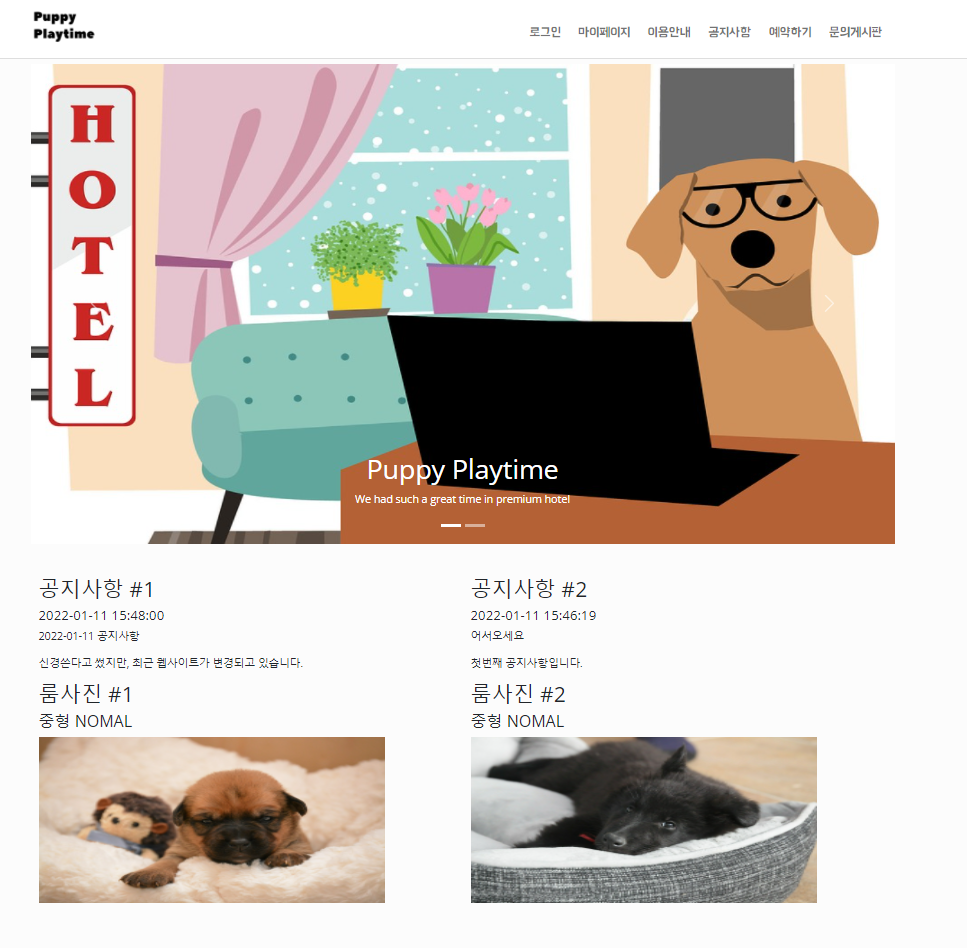 Puppy
Playtime
로그인 마이페이지 이용안내 공지사항 예약하기 문의게시판
HOTEL
Puppy Playtime
We had such a great time in premium hotel
공지사항 #1
2022-01-11 15:48:00
2022-01-11 공지사항
신경쓴다고 썼지만, 최근 웹사이트가 변경되고 있습니다.
공지사항 #2
2022-01-11 15:46:19
어서오세요
첫번째 공지사항입니다.
룸사진 #1
중형 NOMAL
룸사진 #2
중형 NOMAL